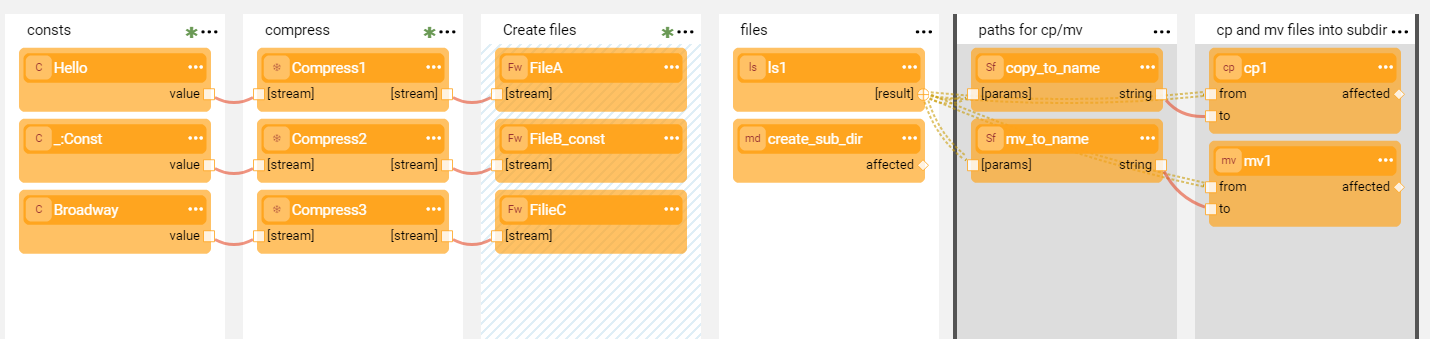 consts
C Hello
value
C _:Const
value
C Broadway
value
compress
Compress1
[stream] [stream]
Compress2
[stream] [stream]
Compress3
[stream] [stream]
Create files
Fw FileA
[stream]
Fw FileB_const
[stream]
Fw FilieC
[stream]
files
ls ls1
[result]
md create_sub_dir
affected
paths for cp/mv
Sf copy_to_name
[params] string
Sf mv_to_name
[params] string
cp and mv files into subdir
cp cp1
from affected
to
mv mv1
from affected
to